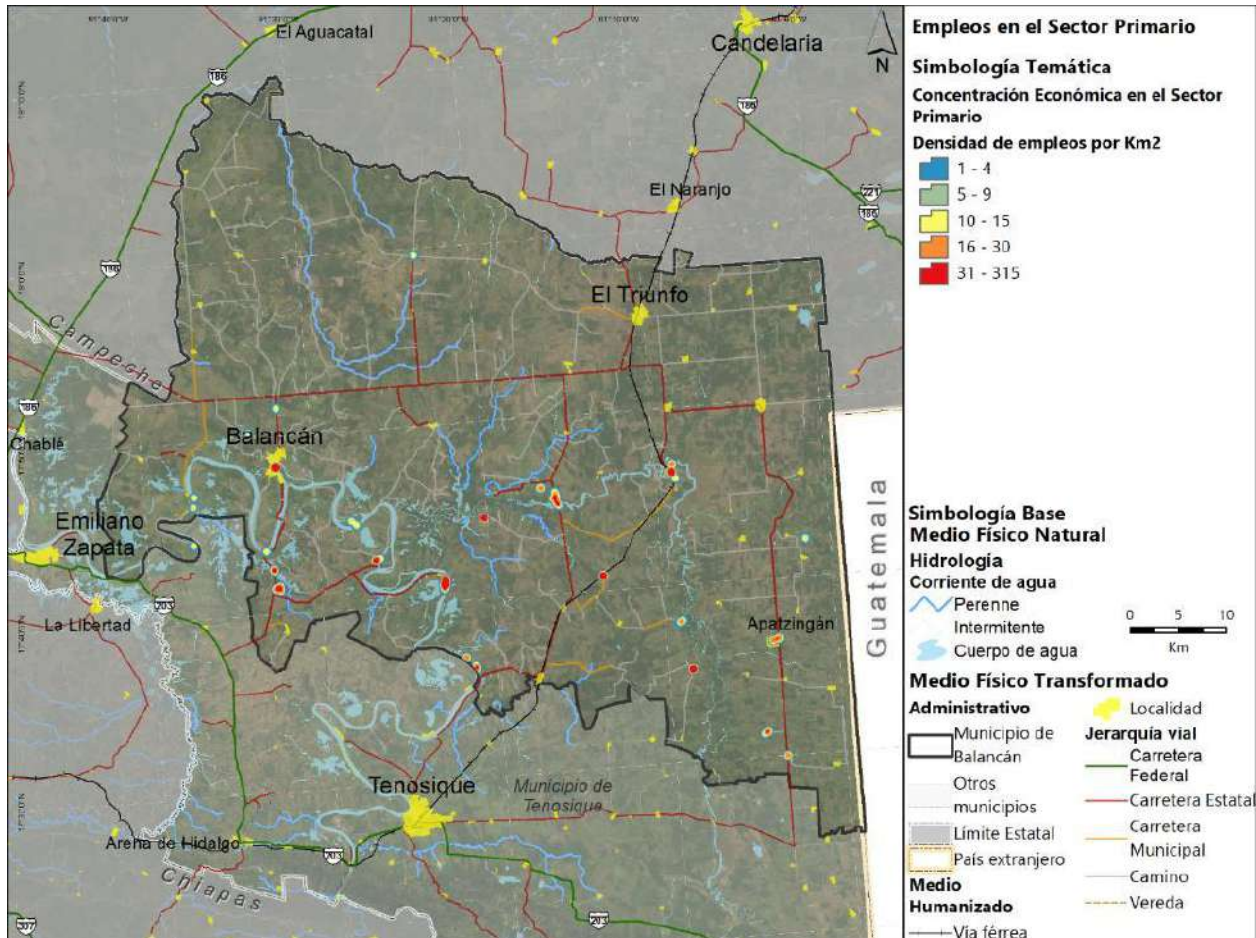 El Aguacatal
Candelaria
N
186
186
El Naranjo
221
186
186
El Triunfo
Campeche
186
Chablé
Balancán
Emiliano
Zapata
203
La Libertad
Apatzingán
Guatemala
Tenosique
Municipio de
Tenosique
Arena de Hidalgo
203
Chiapas
203
307
Empleos en el Sector Primario
Simbología Temática
Concentración Económica en el Sector
Primario
Densidad de empleos por Km2
1 - 4
5 - 9
10 - 15
16 - 30
31 - 315
Simbología Base
Medio Físico Natural
Hidrología
Corriente de agua
Perenne
Intermitente
Cuerpo de agua
0 5 10
Km
Medio Físico Transformado
Administrativo
Municipio de
Balancán
Otros
municipios
Límite Estatal
País extranjero
Medio
Humanizado
Vía férrea
Localidad
Jerarquía vial
Carretera
Federal
Carretera Estatal
Carretera
Municipal
Camino
Vereda